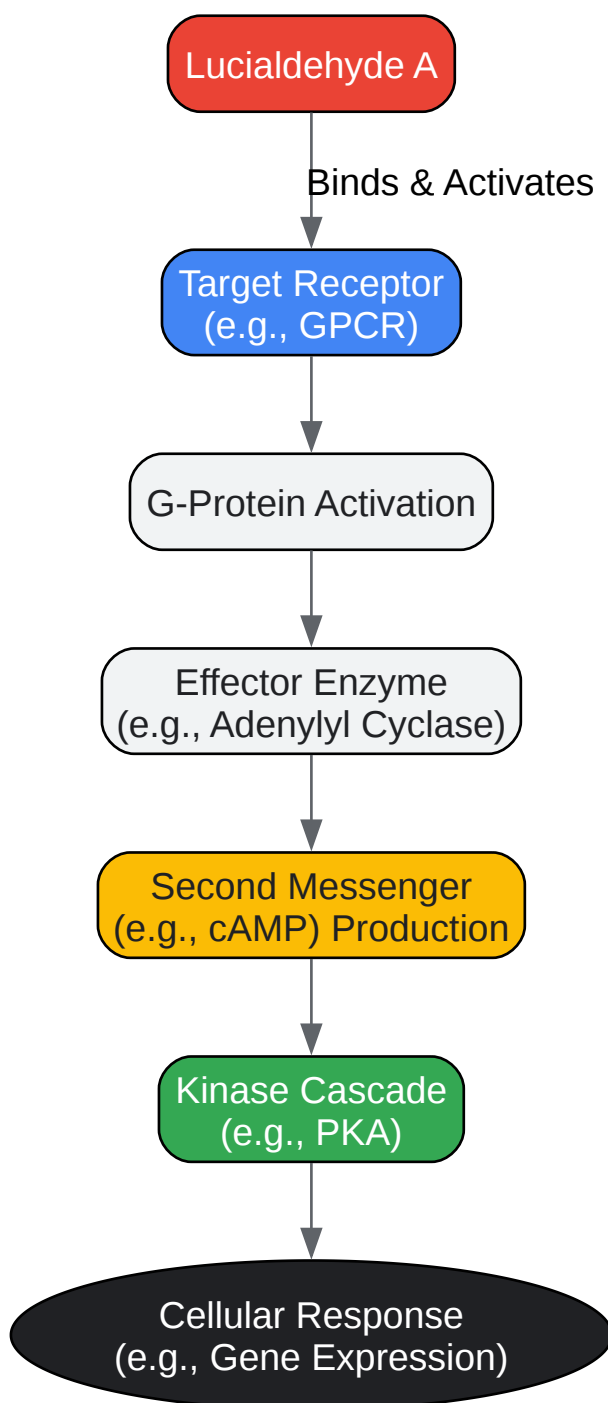 Lucialdehyde A
Binds & Activates
Target Receptor
(e.g., GPCR)
G-Protein Activation
Effector Enzyme
(e.g., Adenylyl Cyclase)
Second Messenger
(e.g., cAMP) Production
Kinase Cascade
(e.g., PKA)
Cellular Response
(e.g., Gene Expression)